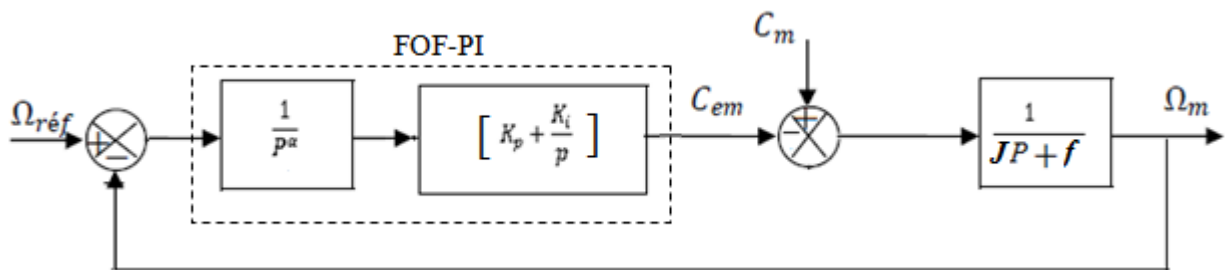 FOF-PI
C_m
Ω_réf
+
−
−
1
P^α
[ K_p + K_i / p ]
C_em
+
−
1
JP + f
Ω_m